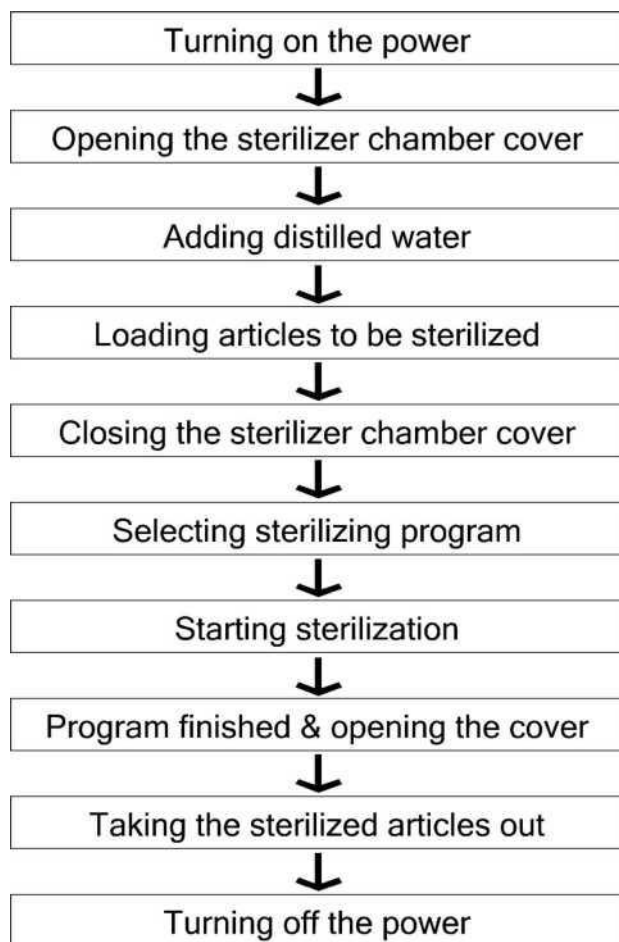 Turning on the power
Opening the sterilizer chamber cover
Adding distilled water
Loading articles to be sterilized
Closing the sterilizer chamber cover
Selecting sterilizing program
Starting sterilization
Program finished & opening the cover
Taking the sterilized articles out
Turning off the power